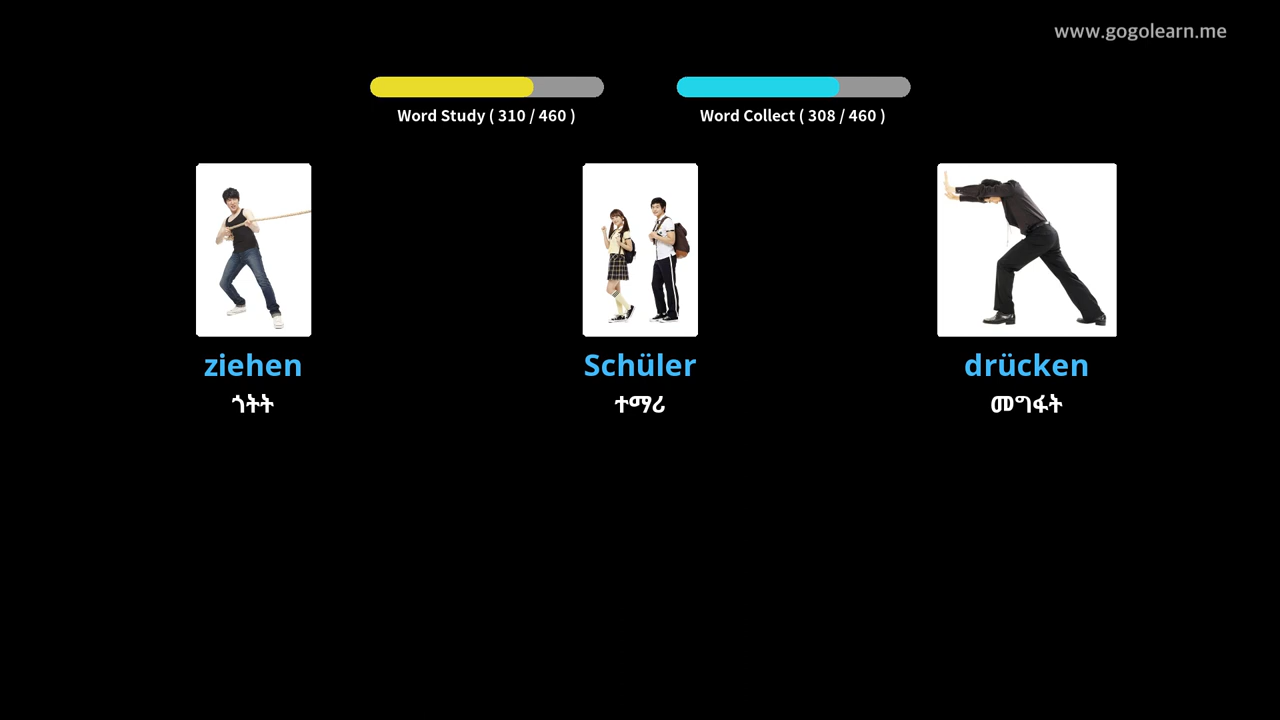 www.gogolearn.me
Word Study ( 310 / 460 )
Word Collect ( 308 / 460 )
ziehen
ጎትት
Schüler
ተማሪ
drücken
መግፋት